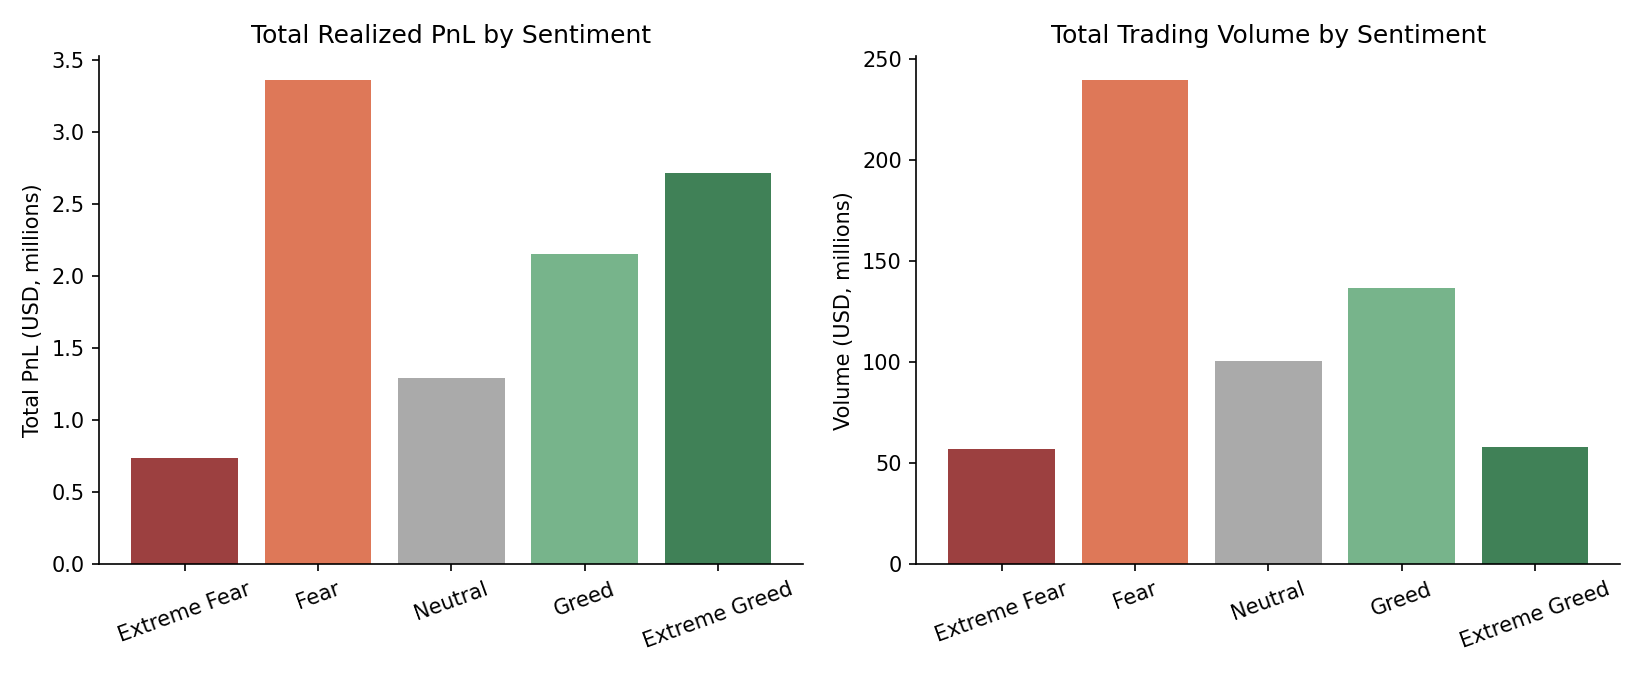 Total Realized PnL by Sentiment
Total PnL (USD, millions)
3.5
3.0
2.5
2.0
1.5
1.0
0.5
0.0
Extreme Fear
Fear
Neutral
Greed
Extreme Greed
Total Trading Volume by Sentiment
Volume (USD, millions)
250
200
150
100
50
0
Extreme Fear
Fear
Neutral
Greed
Extreme Greed